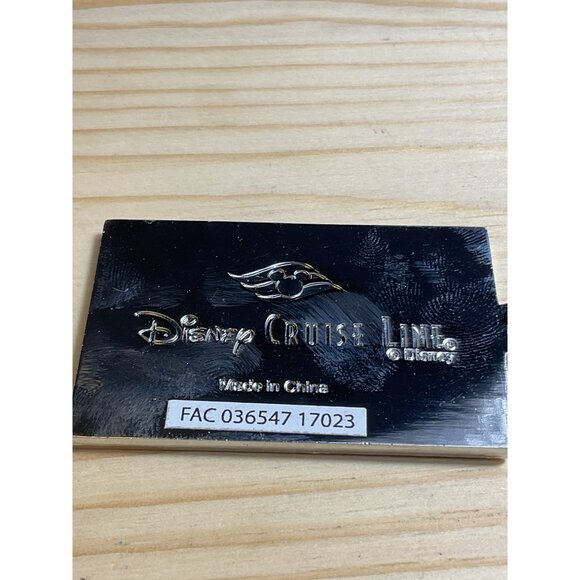 Disney Cruise Line®
© Disney
Made in China
FAC 036547 17023